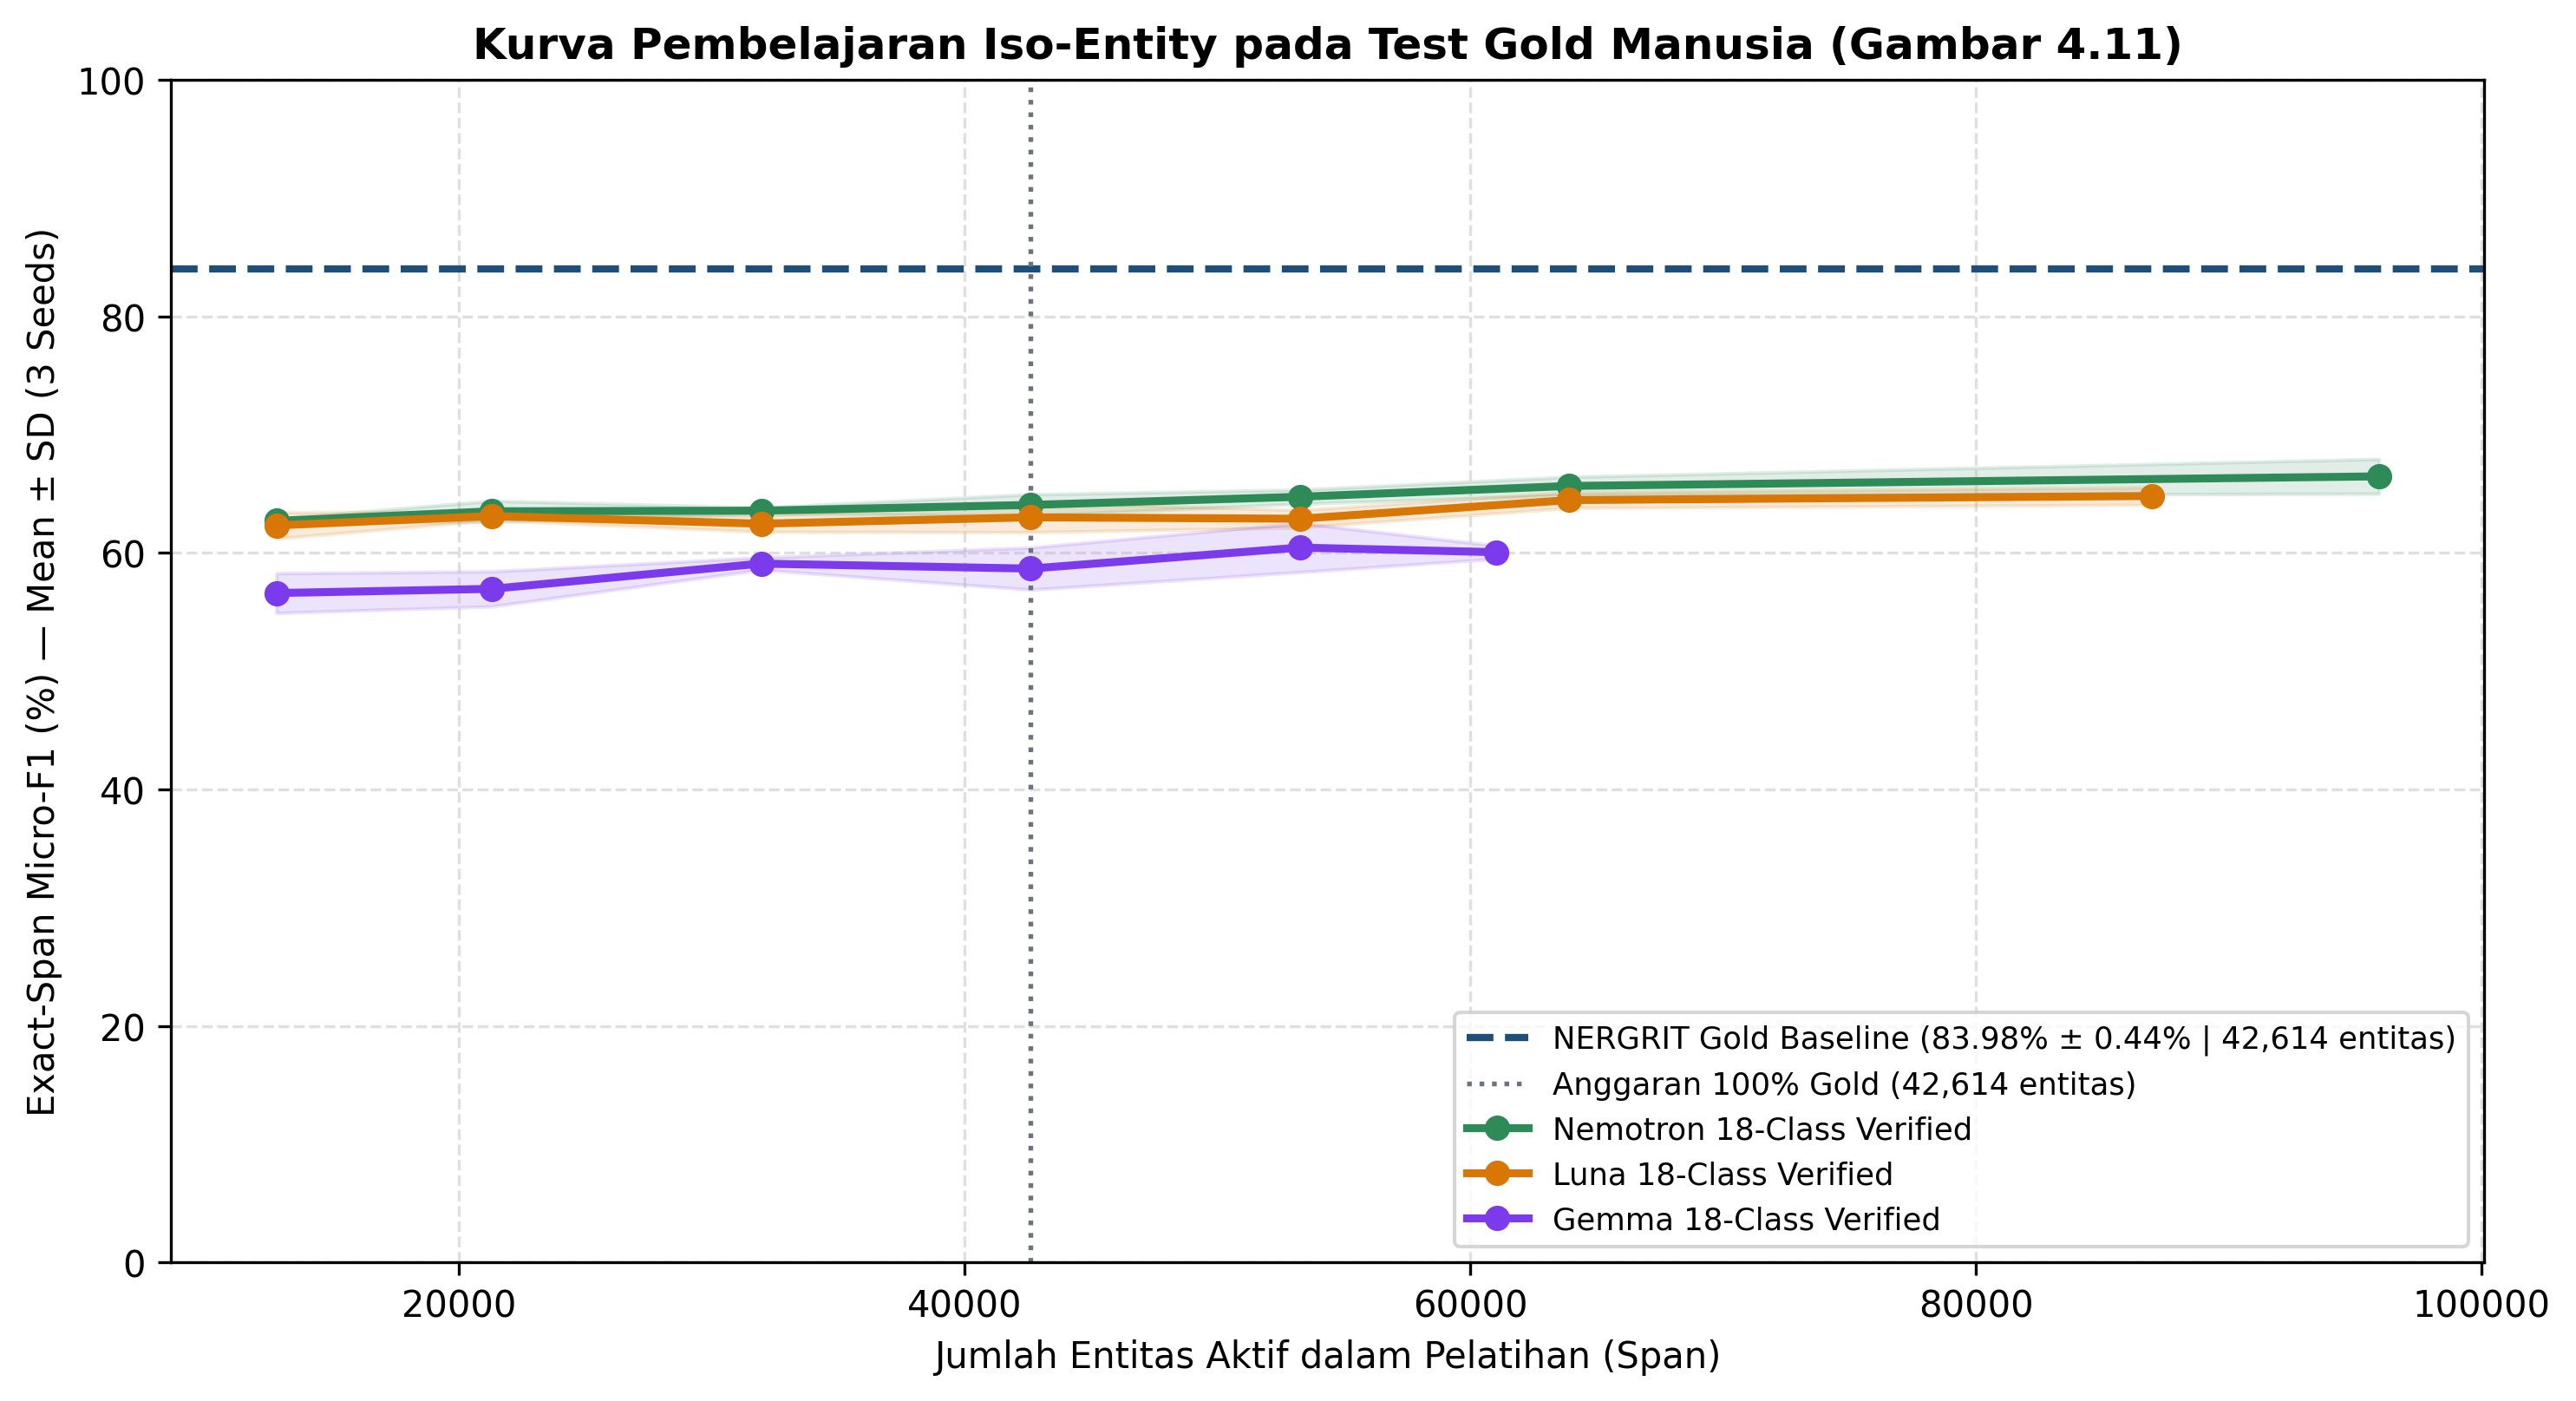 Kurva Pembelajaran Iso-Entity pada Test Gold Manusia (Gambar 4.11)
Exact-Span Micro-F1 (%) — Mean ± SD (3 Seeds)
100
80
60
40
20
0
20000 40000 60000 80000 100000
Jumlah Entitas Aktif dalam Pelatihan (Span)
NERGRIT Gold Baseline (83.98% ± 0.44% | 42,614 entitas)
Anggaran 100% Gold (42,614 entitas)
Nemotron 18-Class Verified
Luna 18-Class Verified
Gemma 18-Class Verified